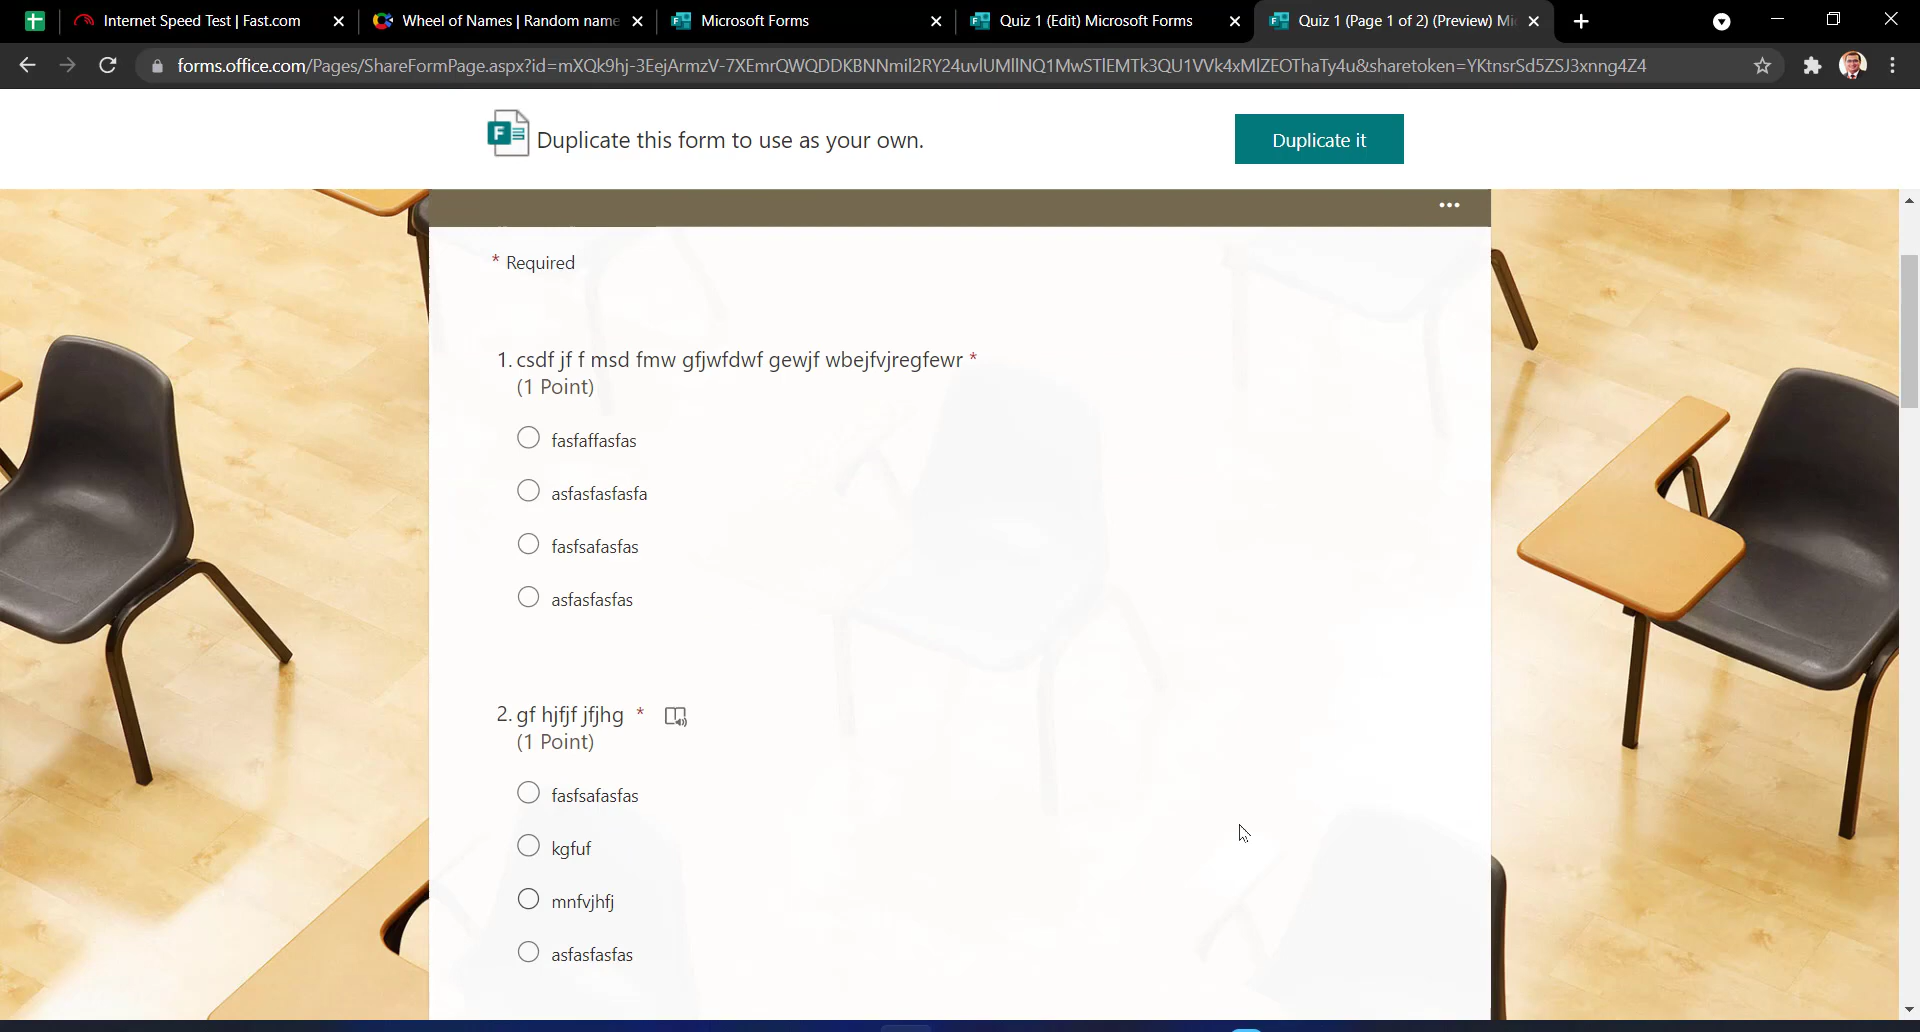 Internet Speed Test | Fast.com
Wheel of Names | Random name
Microsoft Forms
Quiz 1 (Edit) Microsoft Forms
Quiz 1 (Page 1 of 2) (Preview) Mi
forms.office.com/Pages/ShareFormPage.aspx?id=mXQk9hj-3EejArmzV-7XEmrQWQDDKBNNmil2RY24uvlUMllNQ1MwSTlEMTk3QU1VVk4xMlZEOThaTy4u&sharetoken=YKtnsrSd5ZSJ3xnng4Z4
F
Duplicate this form to use as your own.
Duplicate it
* Required
1. csdf jf f msd fmw gfjwfdwf gewjf wbejfvjregfewr *
(1 Point)
fasfaffasfas
asfasfasfasfa
fasfsafasfas
asfasfasfas
2. gf hjfjf jfjhg *
(1 Point)
fasfsafasfas
kgfuf
mnfvjhfj
asfasfasfas